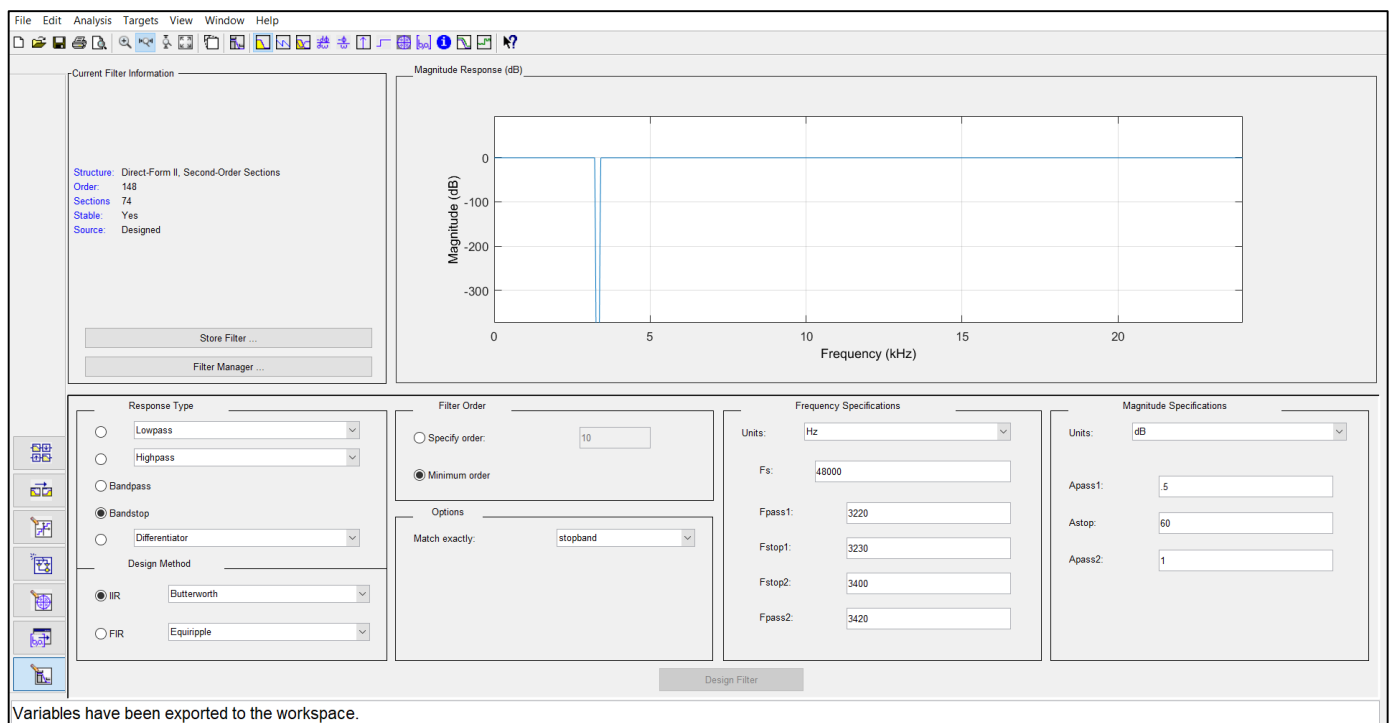 File Edit Analysis Targets View Window Help
Current Filter Information
Structure: Direct-Form II, Second-Order Sections
Order: 148
Sections 74
Stable: Yes
Source: Designed
Store Filter ...
Filter Manager ...
Magnitude Response (dB)
0
-100
-200
-300
Magnitude (dB)
0 5 10 15 20
Frequency (kHz)
Response Type
Lowpass
Highpass
Bandpass
Bandstop
Differentiator
Design Method
IIR Butterworth
FIR Equiripple
Filter Order
Specify order: 10
Minimum order
Options
Match exactly: stopband
Frequency Specifications
Units: Hz
Fs: 48000
Fpass1: 3220
Fstop1: 3230
Fstop2: 3400
Fpass2: 3420
Magnitude Specifications
Units: dB
Apass1: .5
Astop: 60
Apass2: 1
Design Filter
Variables have been exported to the workspace.